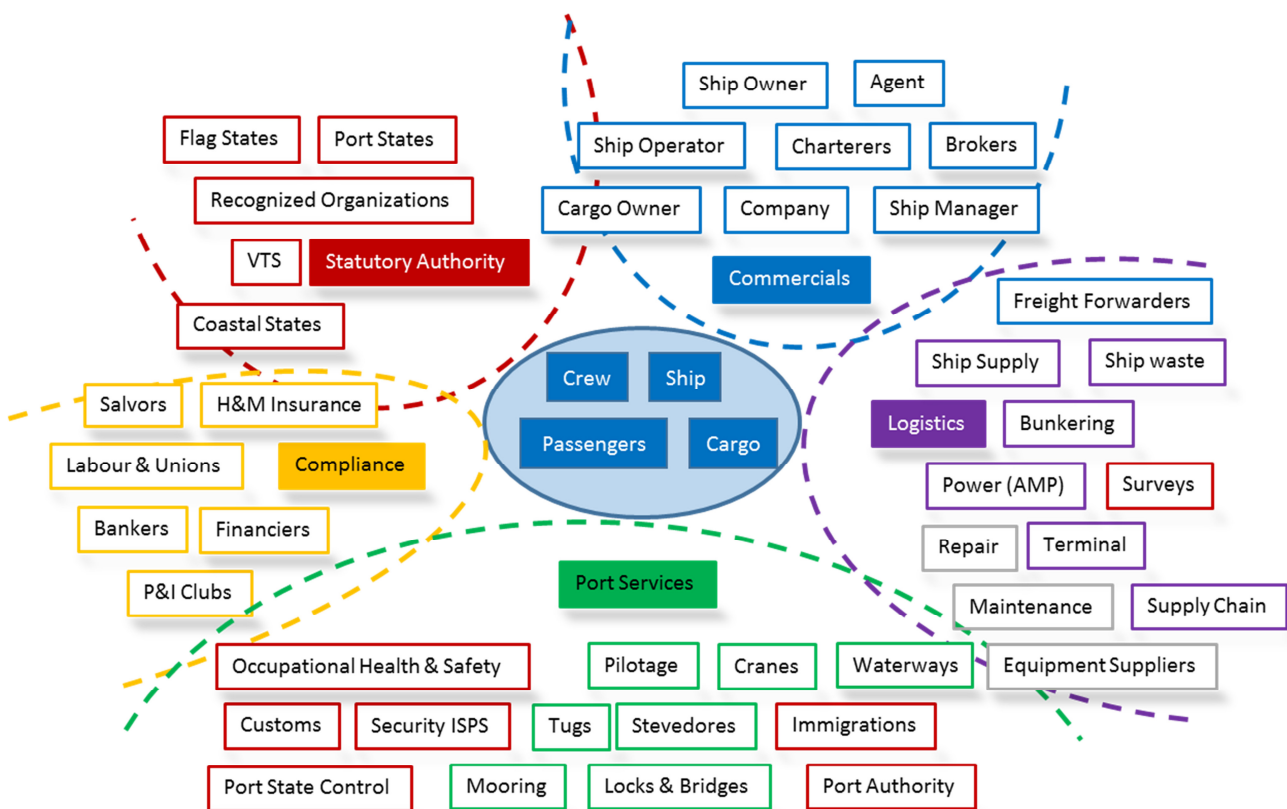 Ship Owner
Agent
Flag States
Port States
Ship Operator
Charterers
Brokers
Recognized Organizations
Cargo Owner
Company
Ship Manager
VTS
Statutory Authority
Commercials
Freight Forwarders
Coastal States
Ship Supply
Ship waste
Crew
Ship
Salvors
H&M Insurance
Logistics
Bunkering
Passengers
Cargo
Labour & Unions
Compliance
Power (AMP)
Surveys
Bankers
Financiers
Repair
Terminal
P&I Clubs
Port Services
Maintenance
Supply Chain
Occupational Health & Safety
Pilotage
Cranes
Waterways
Equipment Suppliers
Customs
Security ISPS
Tugs
Stevedores
Immigrations
Port State Control
Mooring
Locks & Bridges
Port Authority